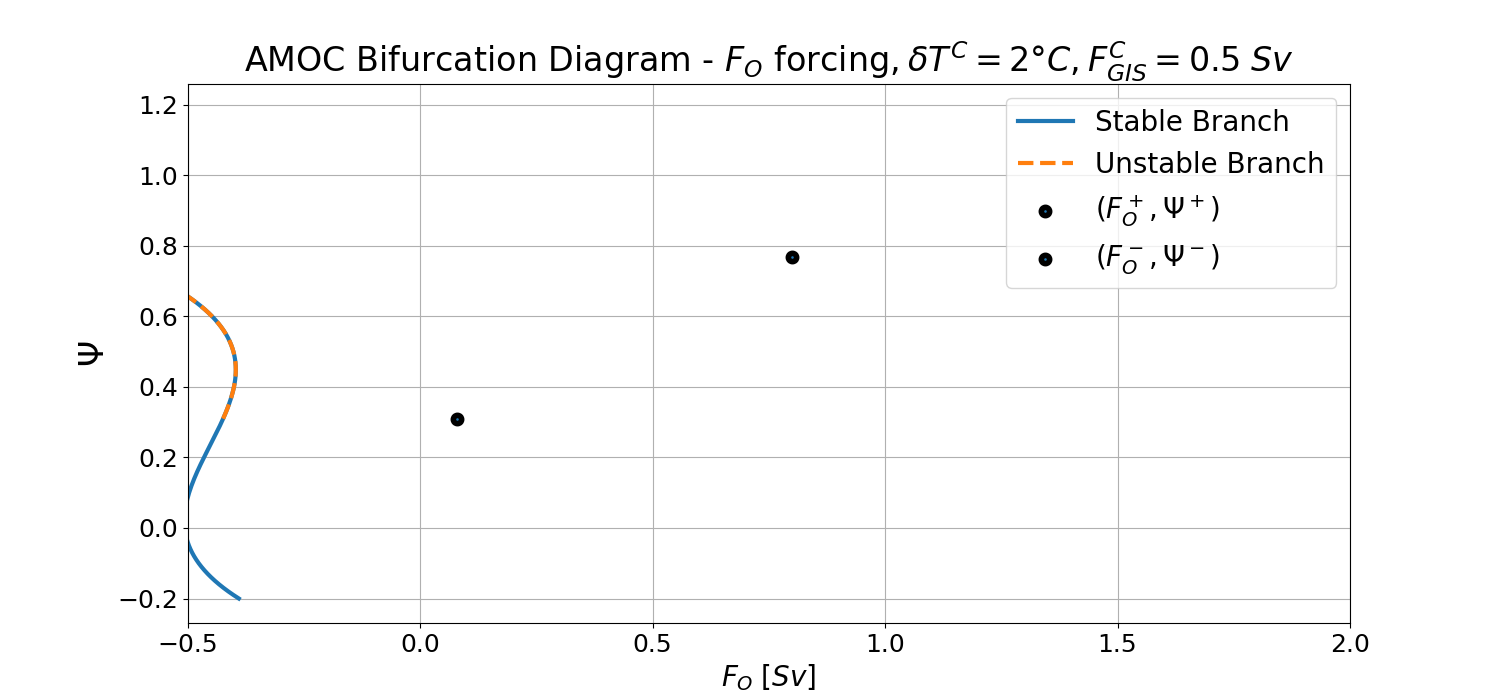 AMOC Bifurcation Diagram - $F_O$ forcing, $\delta T^C = 2°C$, $F^C_{GIS} = 0.5\ Sv$
Stable Branch
Unstable Branch
$(F_O^+, \Psi^+)$
$(F_O^-, \Psi^-)$
Ψ
1.2
1.0
0.8
0.6
0.4
0.2
0.0
−0.2
−0.5 0.0 0.5 1.0 1.5 2.0
$F_O$ [$Sv$]